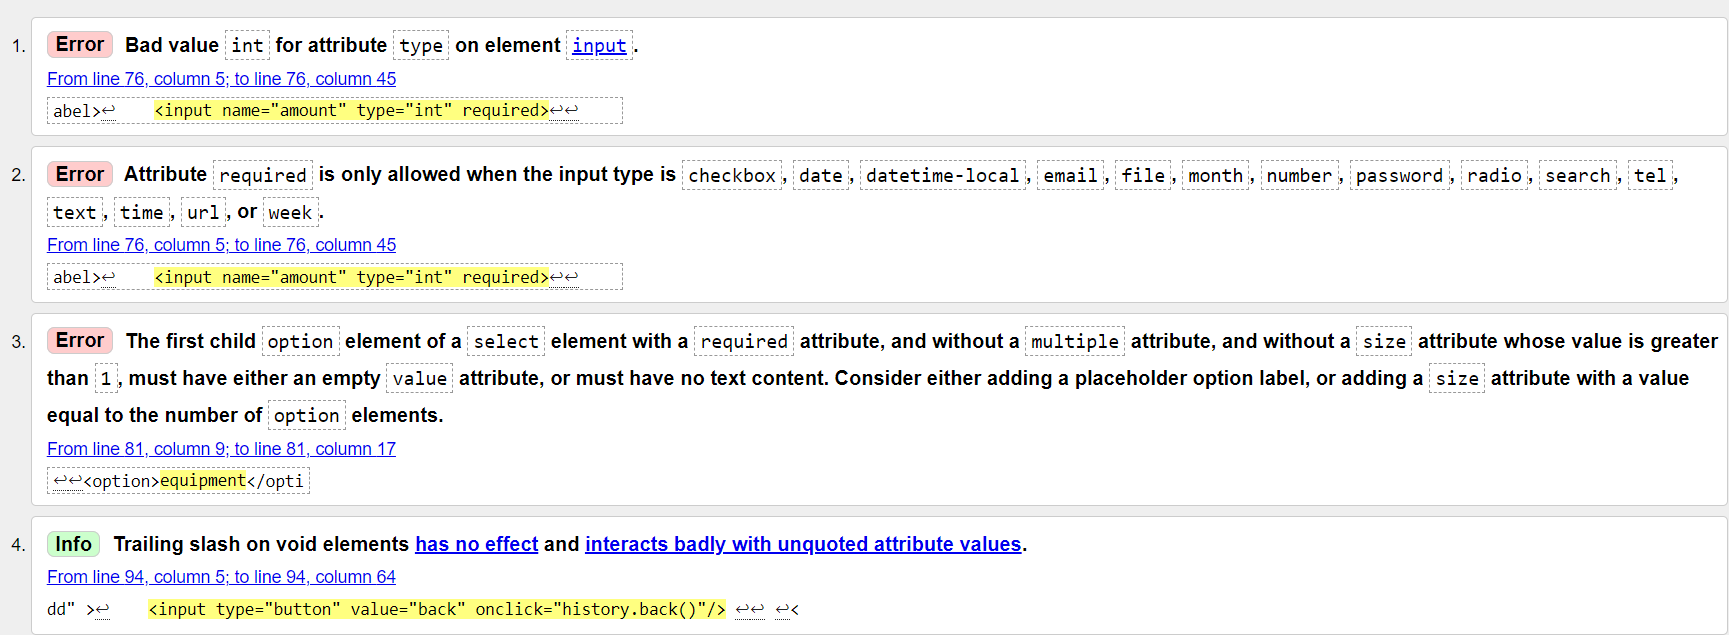 1. Error Bad value int for attribute type on element input.
From line 76, column 5; to line 76, column 45
abel>↩ <input name="amount" type="int" required>↩↩
2. Error Attribute required is only allowed when the input type is checkbox, date, datetime-local, email, file, month, number, password, radio, search, tel,
text, time, url, or week.
From line 76, column 5; to line 76, column 45
abel>↩ <input name="amount" type="int" required>↩↩
3. Error The first child option element of a select element with a required attribute, and without a multiple attribute, and without a size attribute whose value is greater
than 1, must have either an empty value attribute, or must have no text content. Consider either adding a placeholder option label, or adding a size attribute with a value
equal to the number of option elements.
From line 81, column 9; to line 81, column 17
↩↩<option>equipment</opti
4. Info Trailing slash on void elements has no effect and interacts badly with unquoted attribute values.
From line 94, column 5; to line 94, column 64
dd" >↩ <input type="button" value="back" onclick="history.back()"/> ↩↩ ↩<